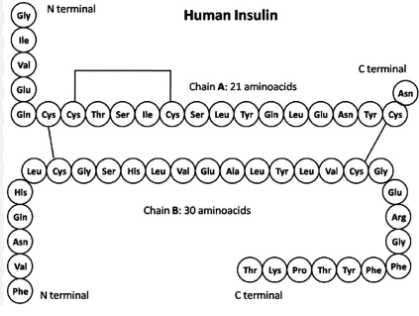 Human Insulin
Gly N terminal
Ile
Val
C terminal
Glu
Chain A: 21 aminoacids
Asn
Gln Cys Cys Thr Ser Ile Cys Ser Leu Tyr Gln Leu Glu Asn Tyr Cys
Leu Cys Gly Ser His Leu Val Glu Ala Leu Tyr Leu Val Cys Gly
His Glu
Chain B: 30 aminoacids
Gln Arg
Asn Gly
Val Thr Lys Pro Thr Tyr Phe Phe
Phe N terminal C terminal